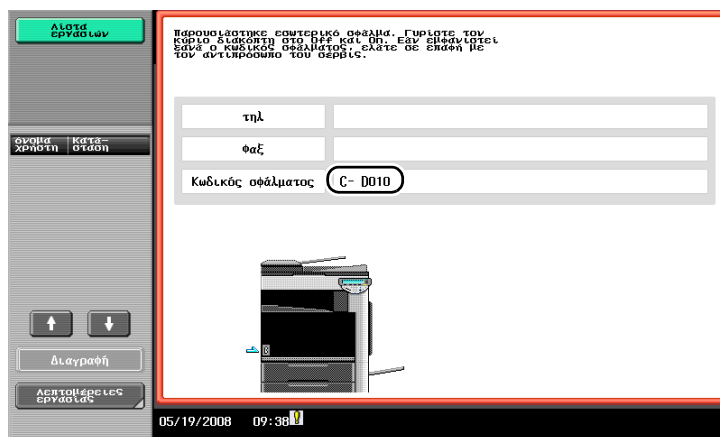 Λίστα
εργασιών
Παρουσιάστηκε εσωτερικό σφάλμα. Γυρίστε τον
κύριο διακόπτη στο Off και On. Εάν εμφανιστεί
ξανά ο κωδικός σφάλματος, ελάτε σε επαφή με
τον αντιπρόσωπο του σέρβις.
τηλ
Φαξ
Κωδικός σφάλματος C- D010
όνομα χρήστη
Κατά-
σταση
Διαγραφή
Λεπτομέρειες
εργασίας
05/19/2008 09:38